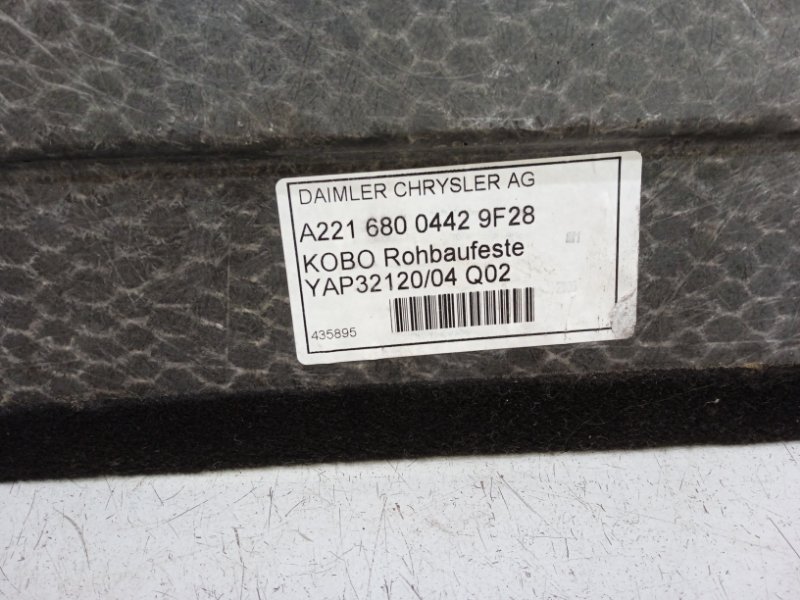 DAIMLER CHRYSLER AG
A221 680 0442 9F28
KOBO Rohbaufeste
YAP32120/04 Q02
435895